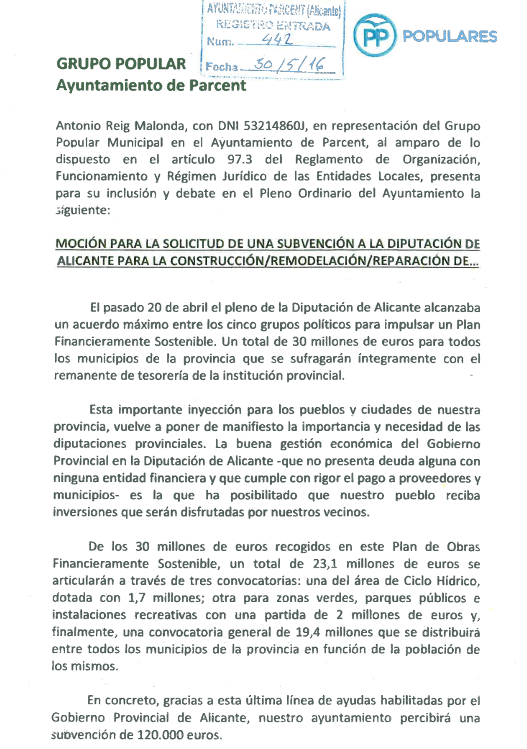 AYUNTAMIENTO PARCENT (Alicante)
REGISTRO ENTRADA
Núm. 442
Fecha 30/5/16
PP POPULARES
GRUPO POPULAR
Ayuntamiento de Parcent
Antonio Reig Malonda, con DNI 53214860J, en representación del Grupo
Popular Municipal en el Ayuntamiento de Parcent, al amparo de lo
dispuesto en el artículo 97.3 del Reglamento de Organización,
Funcionamiento y Régimen Jurídico de las Entidades Locales, presenta
para su inclusión y debate en el Pleno Ordinario del Ayuntamiento la
siguiente:
MOCIÓN PARA LA SOLICITUD DE UNA SUBVENCIÓN A LA DIPUTACIÓN DE
ALICANTE PARA LA CONSTRUCCIÓN/REMODELACIÓN/REPARACIÓN DE...
El pasado 20 de abril el pleno de la Diputación de Alicante alcanzaba
un acuerdo máximo entre los cinco grupos políticos para impulsar un Plan
Financieramente Sostenible. Un total de 30 millones de euros para todos
los municipios de la provincia que se sufragarán íntegramente con el
remanente de tesorería de la institución provincial.
Esta importante inyección para los pueblos y ciudades de nuestra
provincia, vuelve a poner de manifiesto la importancia y necesidad de las
diputaciones provinciales. La buena gestión económica del Gobierno
Provincial en la Diputación de Alicante -que no presenta deuda alguna con
ninguna entidad financiera y que cumple con rigor el pago a proveedores y
municipios- es la que ha posibilitado que nuestro pueblo reciba
inversiones que serán disfrutadas por nuestros vecinos.
De los 30 millones de euros recogidos en este Plan de Obras
Financieramente Sostenible, un total de 23,1 millones de euros se
articularán a través de tres convocatorias: una del área de Ciclo Hídrico,
dotada con 1,7 millones; otra para zonas verdes, parques públicos e
instalaciones recreativas con una partida de 2 millones de euros y,
finalmente, una convocatoria general de 19,4 millones que se distribuirá
entre todos los municipios de la provincia en función de la población de
los mismos.
En concreto, gracias a esta última línea de ayudas habilitadas por el
Gobierno Provincial de Alicante, nuestro ayuntamiento percibirá una
subvención de 120.000 euros.